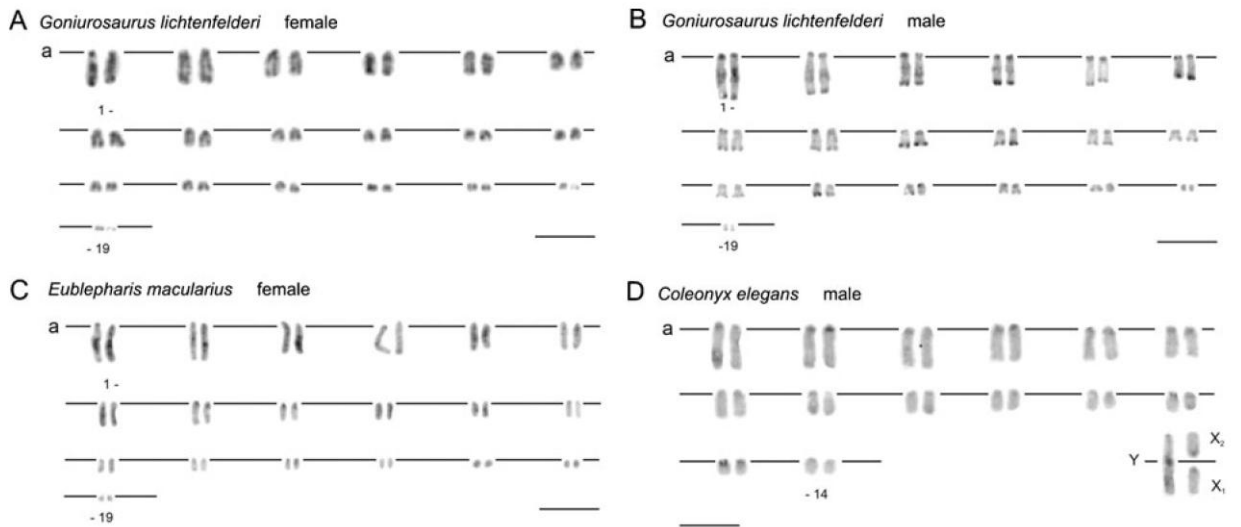 A Goniurosaurus lichtenfelderi female
a
1 -
- 19
B Goniurosaurus lichtenfelderi male
a
1 -
-19
C Eublepharis macularius female
a
1 -
- 19
D Coleonyx elegans male
a
X2
Y
X1
- 14